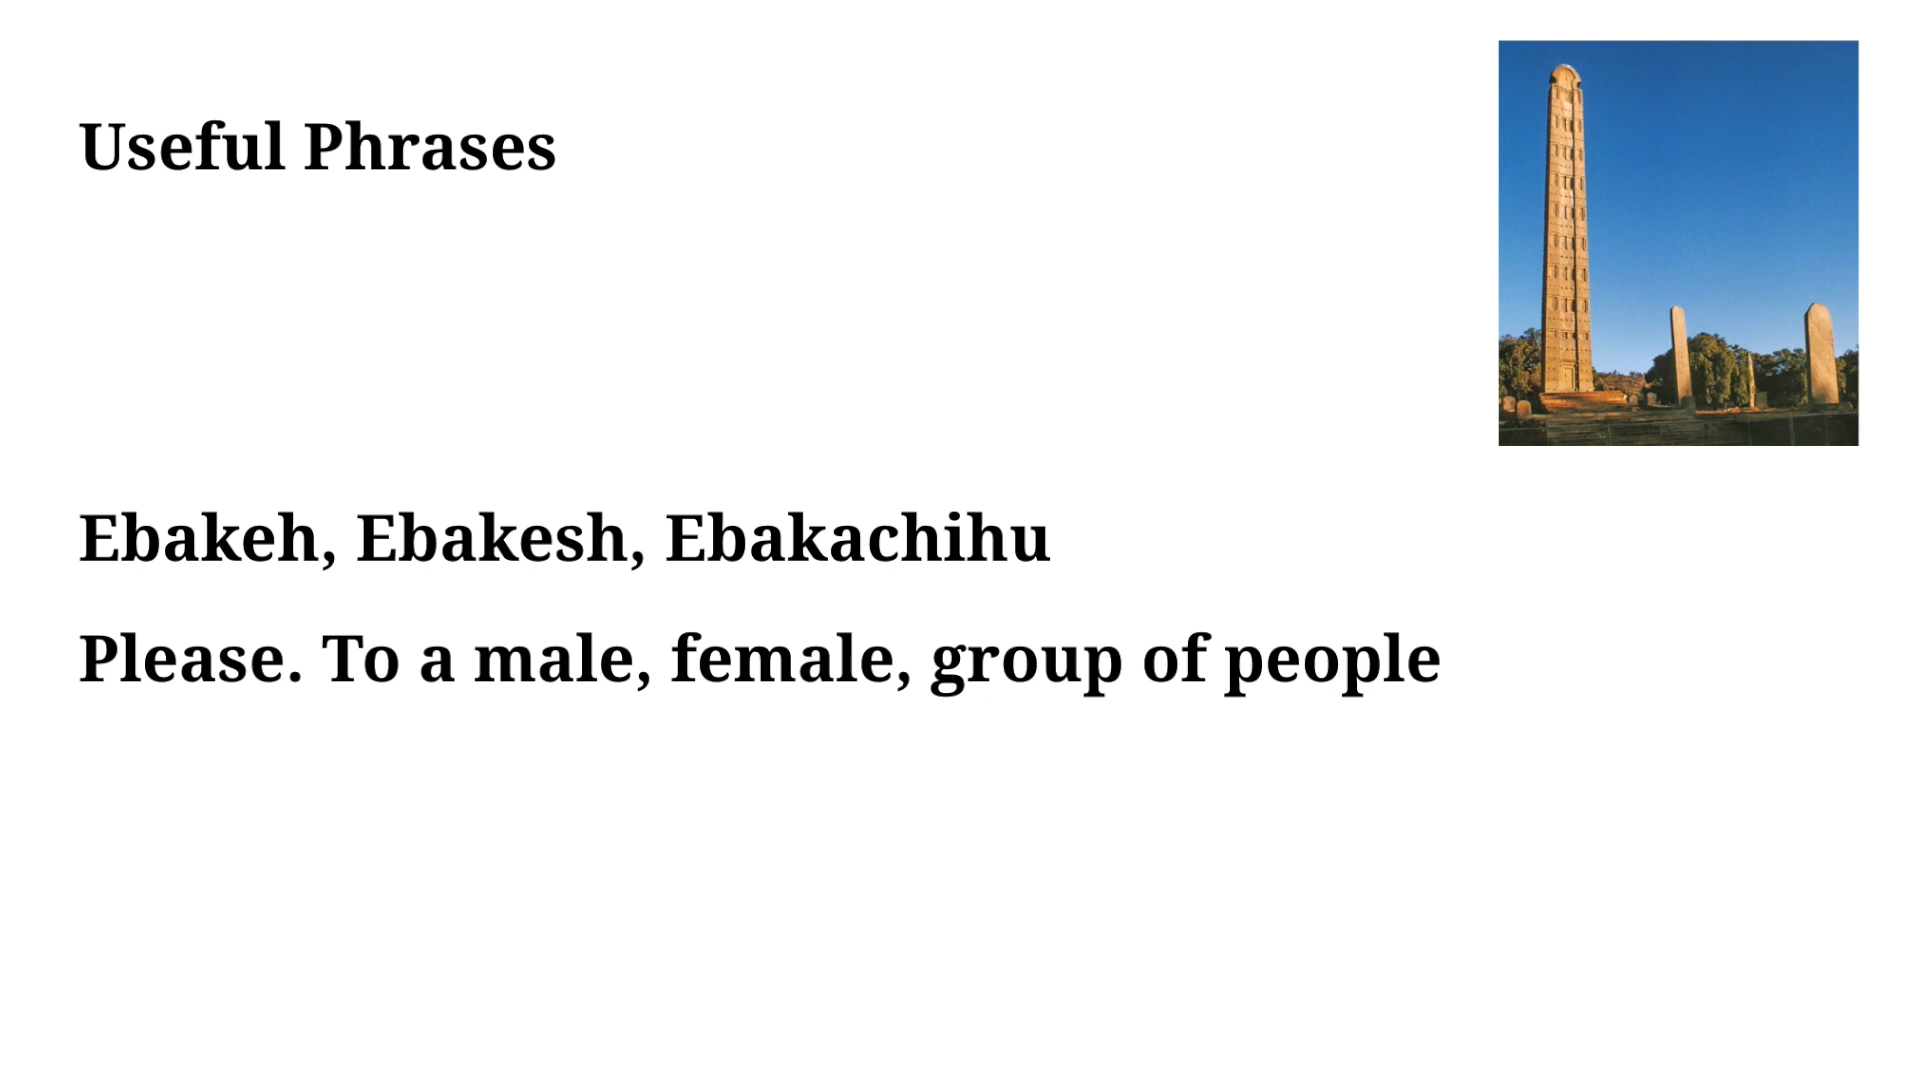 Useful Phrases
Ebakeh, Ebakesh, Ebakachihu
Please. To a male, female, group of people